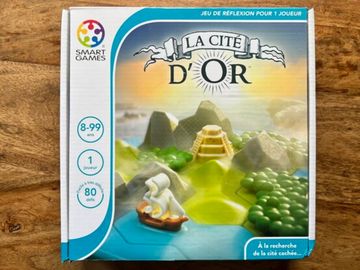 JEU DE RÉFLEXION POUR 1 JOUEUR
SMART
GAMES
LA CITÉ
D'OR
8-99
ans
1
joueur
80
défis
À la recherche
de la cité cachée...